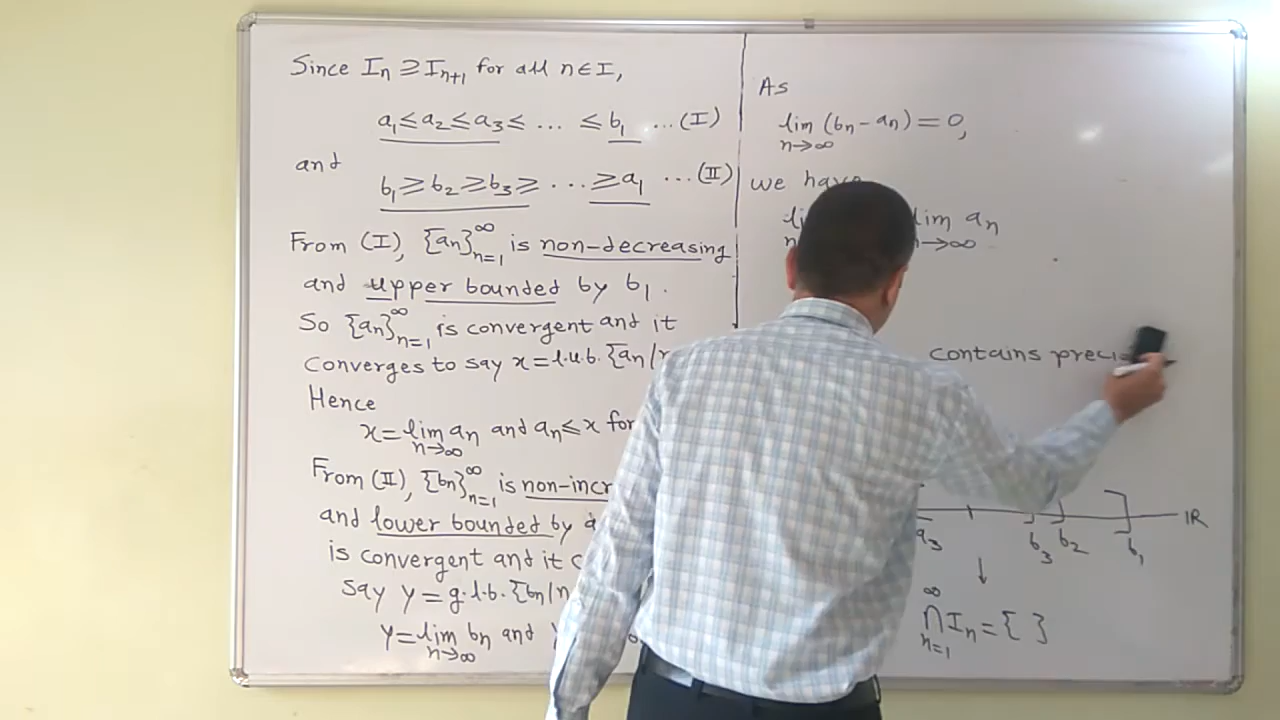 Since Iₙ ⊇ Iₙ₊₁ for all n ∈ I,
a₁ ≤ a₂ ≤ a₃ ≤ ... ≤ b₁ ...(I)
and
b₁ ≥ b₂ ≥ b₃ ≥ ... ≥ a₁ ...(II)
From (I), {aₙ}ₙ₌₁^∞ is non-decreasing
and upper bounded by b₁.
So {aₙ}ₙ₌₁^∞ is convergent and it
converges to say x = l.u.b. {aₙ/
Hence
x = lim aₙ and aₙ ≤ x for
n→∞
From (II), {bₙ}ₙ₌₁^∞ is
and lower bounded by
is convergent and it
say y = g.l.b. {bₙ/n
y = lim bₙ and
n→∞
As
lim (bₙ - aₙ) = 0,
n→∞
we have
lim aₙ
n→∞
contains
a₃ b₃ b₂ b₁ IR
↓
∞
∩ Iₙ = { }
n=1